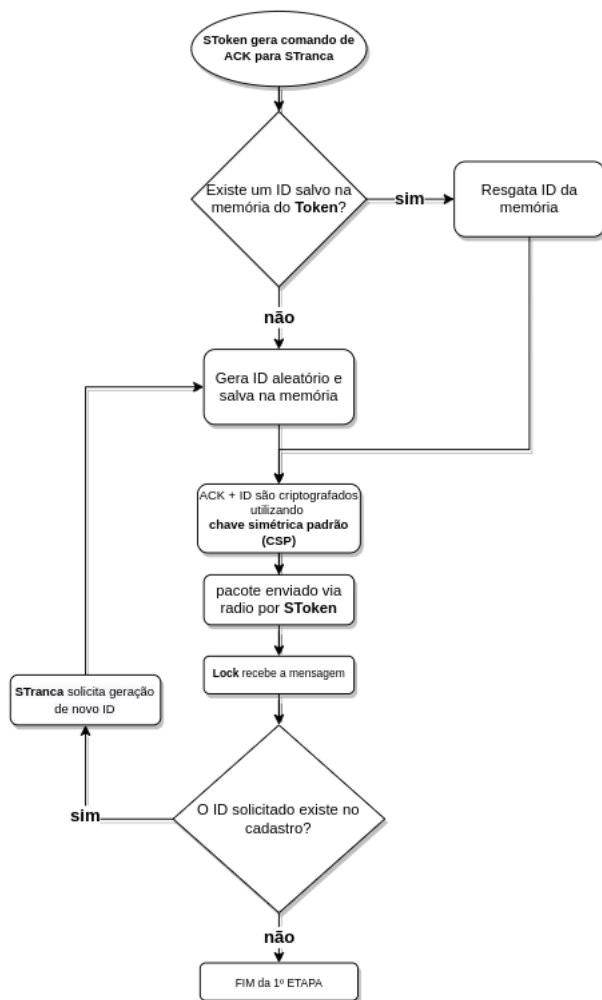 SToken gera comando de
ACK para STranca
Existe um ID salvo na
memória do Token?
sim
Resgata ID da
memória
não
Gera ID aleatório e
salva na memória
ACK + ID são criptografados
utilizando
chave simétrica padrão
(CSP)
pacote enviado via
radio por SToken
Lock recebe a mensagem
STranca solicita geração
de novo ID
O ID solicitado existe no
cadastro?
sim
não
FIM da 1º ETAPA